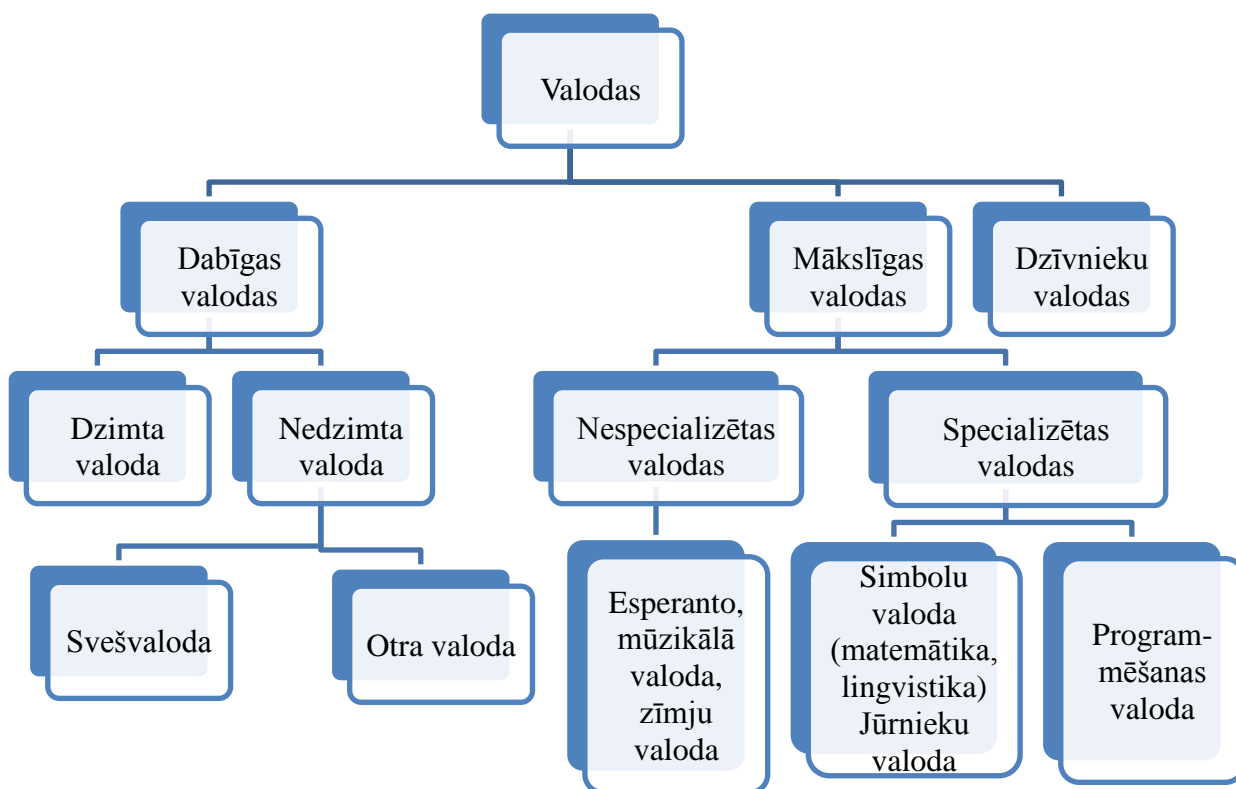 Valodas
Dabīgas
valodas
Mākslīgas
valodas
Dzīvnieku
valodas
Dzimta
valoda
Nedzimta
valoda
Nespecializētas
valodas
Specializētas
valodas
Svešvaloda
Otra valoda
Esperanto,
mūzikālā
valoda,
zīmju
valoda
Simbolu
valoda
(matemātika,
lingvistika)
Jūrnieku
valoda
Program-
mēšanas
valoda